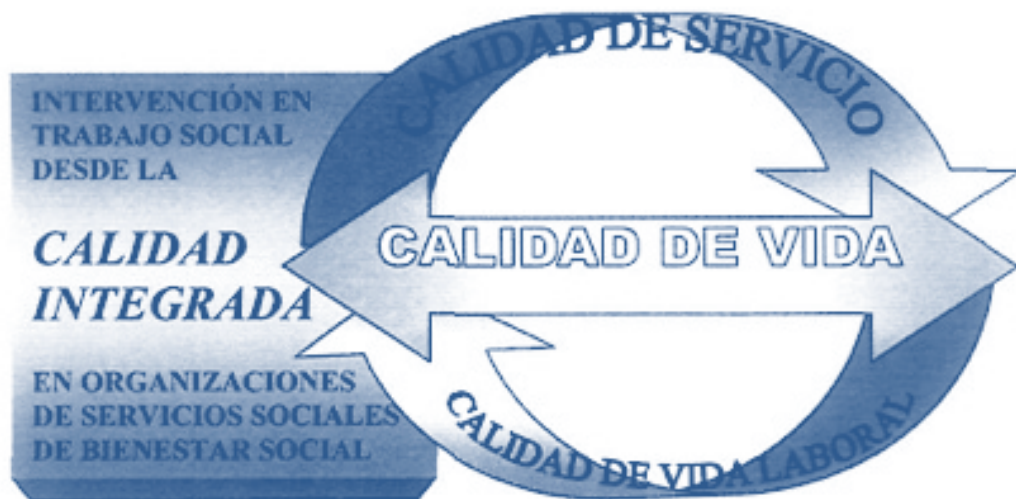 INTERVENCIÓN EN
TRABAJO SOCIAL
DESDE LA
CALIDAD
INTEGRADA
EN ORGANIZACIONES
DE SERVICIOS SOCIALES
DE BIENESTAR SOCIAL
CALIDAD DE SERVICIO
CALIDAD DE VIDA
CALIDAD DE VIDA LABORAL